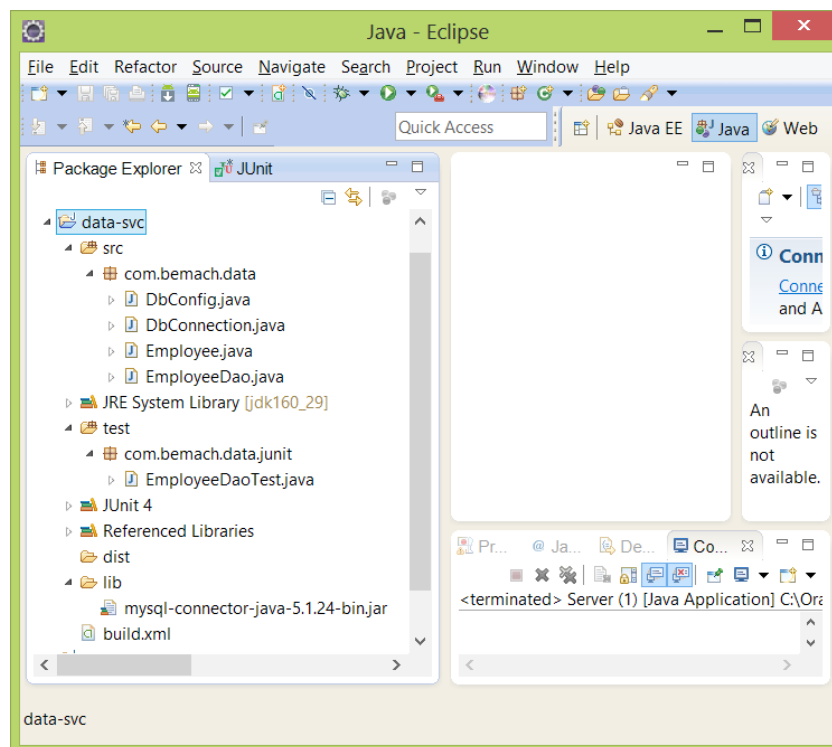 Java - Eclipse
File Edit Refactor Source Navigate Search Project Run Window Help
Quick Access
Java EE Java Web
Package Explorer JUnit
data-svc
src
com.bemach.data
DbConfig.java
DbConnection.java
Employee.java
EmployeeDao.java
JRE System Library [jdk160_29]
test
com.bemach.data.junit
EmployeeDaoTest.java
JUnit 4
Referenced Libraries
dist
lib
mysql-connector-java-5.1.24-bin.jar
build.xml
Conn
Conne
and A
An
outline is
not
available.
Pr... @ Ja... De... Co...
<terminated> Server (1) [Java Application] C:\Ora
data-svc